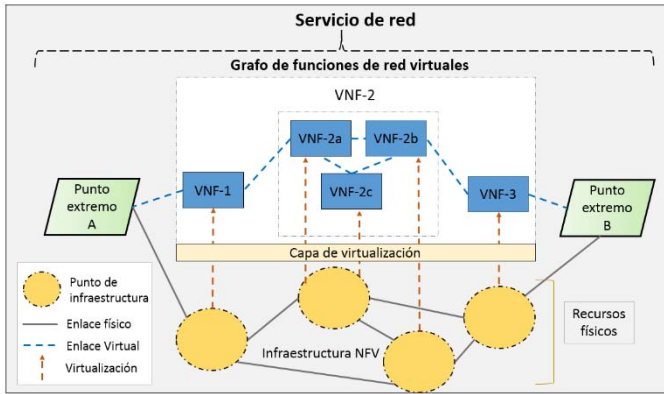 Servicio de red
Grafo de funciones de red virtuales
VNF-2
VNF-2a
VNF-2b
VNF-1
VNF-2c
VNF-3
Punto
extremo
A
Punto
extremo
B
Capa de virtualización
Punto de
infraestructura
Enlace físico
Enlace Virtual
Virtualización
Infraestructura NFV
Recursos
físicos